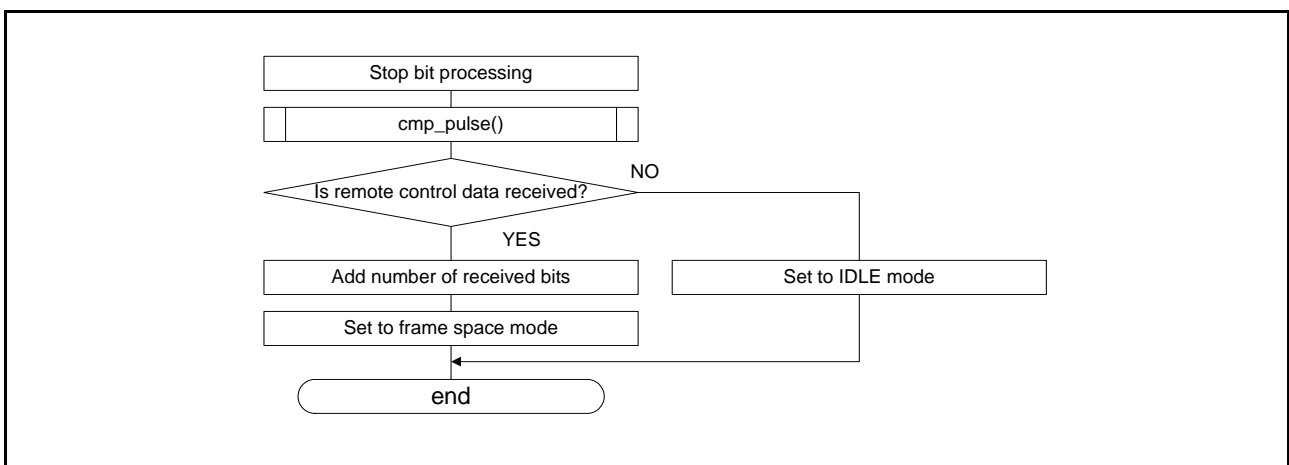 Stop bit processing
cmp_pulse()
NO
Is remote control data received?
YES
Add number of received bits
Set to IDLE mode
Set to frame space mode
end